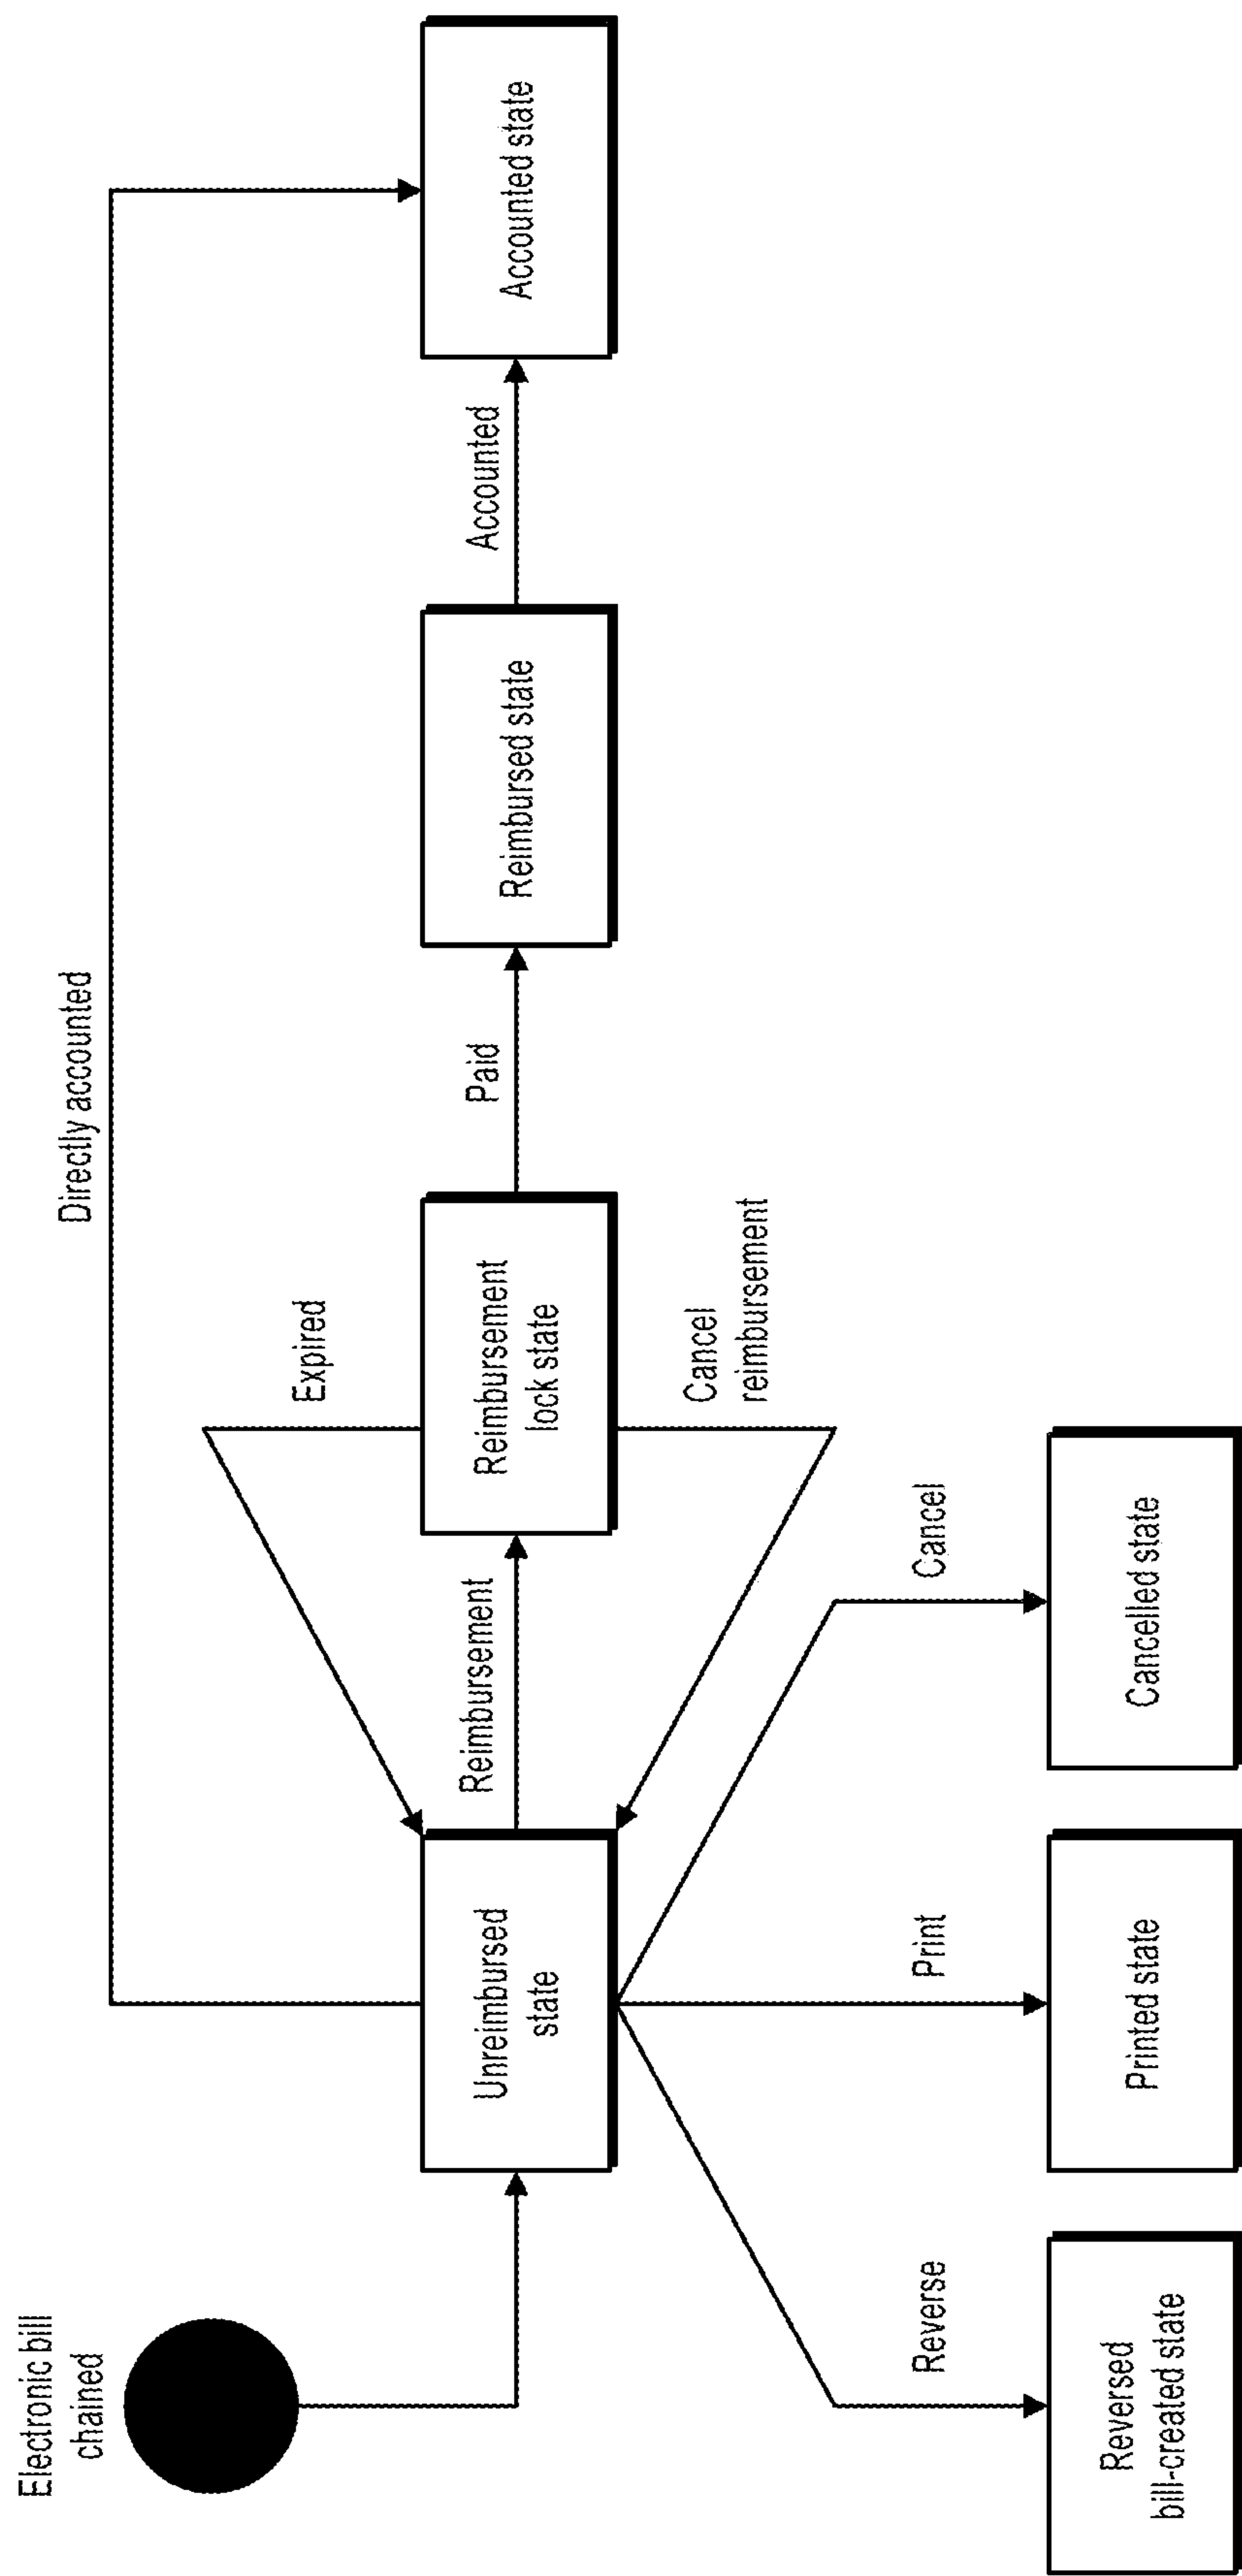 Electronic bill
chained
Directly accounted
Expired
Unreimbursed
state
Reimbursement
Reimbursement
lock state
Paid
Reimbursed state
Accounted
Accounted state
Cancel
reimbursement
Reverse
Print
Cancel
Reversed
bill-created state
Printed state
Cancelled state